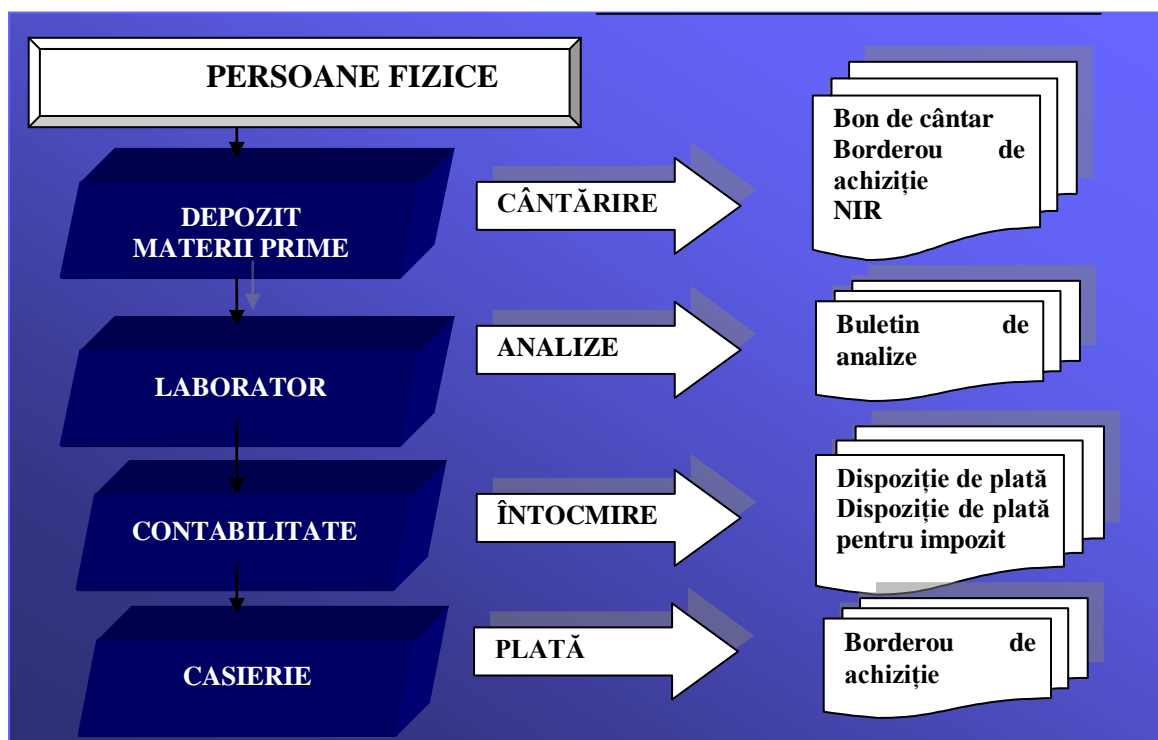 PERSOANE FIZICE
DEPOZIT
MATERII PRIME
CÂNTĂRIRE
Bon de cântar
Borderou de
achiziție
NIR
LABORATOR
ANALIZE
Buletin de
analize
CONTABILITATE
ÎNTOCMIRE
Dispoziție de plată
Dispoziție de plată
pentru impozit
CASIERIE
PLATĂ
Borderou de
achiziție